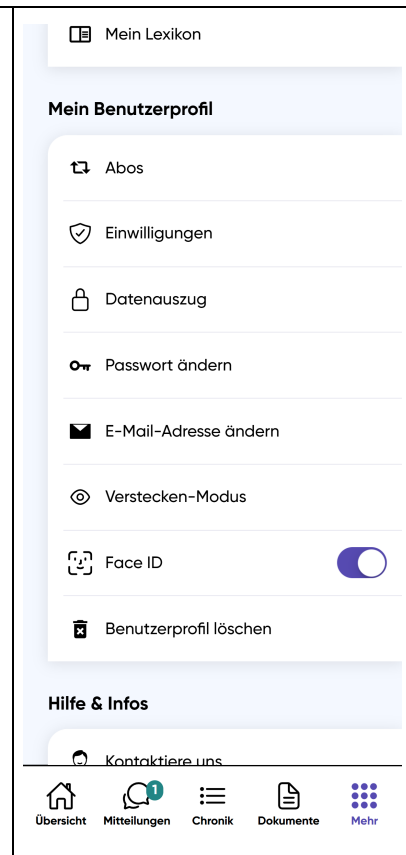 Mein Lexikon
Mein Benutzerprofil
Abos
Einwilligungen
Datenauszug
Passwort ändern
E-Mail-Adresse ändern
Verstecken-Modus
Face ID
Benutzerprofil löschen
Hilfe & Infos
Kontaktiere uns
1
Übersicht Mitteilungen Chronik Dokumente Mehr